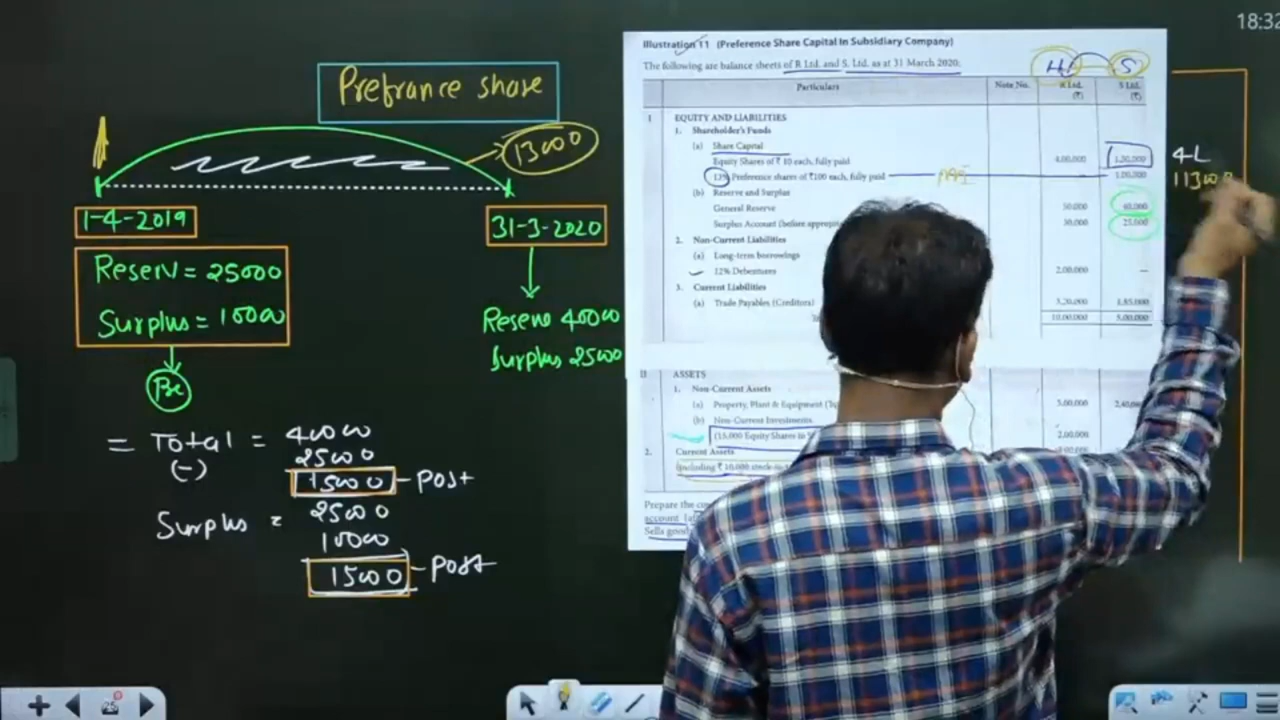 18:32
Prefrance share
13000
1-4-2019
31-3-2020
Reserv = 25000
Surplus = 10000
Pre
Reserve 40000
Surplus 25000
= Total = 40000
(-) 25000
15000 - Post
Surplus = 25000
10000
15000 - Post
Illustration 11 (Preference Share Capital In Subsidiary Company)
The following are balance sheets of R Ltd. and S. Ltd. as at 31 March 2020:
S
Particulars Note No. R Ltd. S Ltd.
(₹) (₹)
I EQUITY AND LIABILITIES
1. Shareholder's Funds
(a) Share Capital
Equity Shares of ₹ 10 each, fully paid 4,00,000
13% Preference shares of ₹100 each, fully paid 1,00,000
(b) Reserve and Surplus
General Reserve 50,000 40,000
Surplus Account (before 30,000 25,000
2. Non-Current Liabilities
(a) Long-term borrowings
12% Debentures 2,00,000 —
3. Current Liabilities
(a) Trade Payables (Creditors) 3,20,000 1,85,000
10,00,000 5,00,000
4L
II ASSETS
1. Non-Current Assets
(a) Property, Plant & Equipment 5,00,000
(b) Non-Current Investments
(15,000 Equity Shares in 2,00,000
2. Current Assets
(including ₹ 10,000
Prepare the
account
Sells